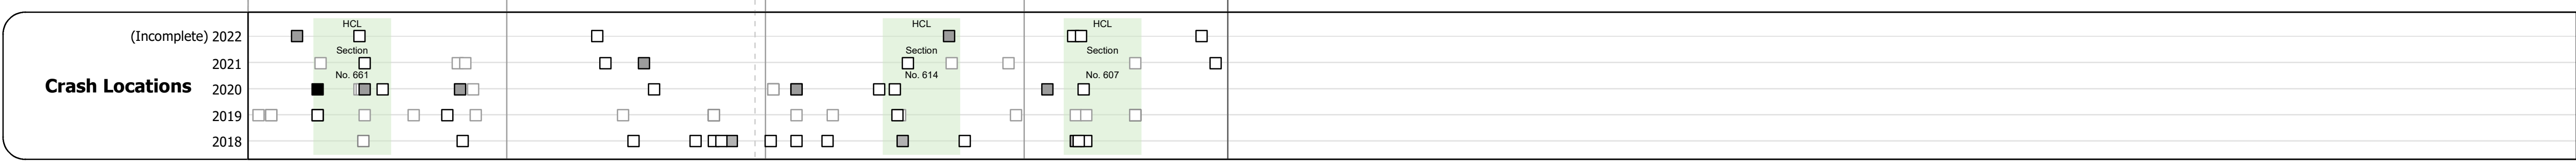 Crash Locations
(Incomplete) 2022
2021
2020
2019
2018
HCL
Section
No. 661
HCL
Section
No. 614
HCL
Section
No. 607